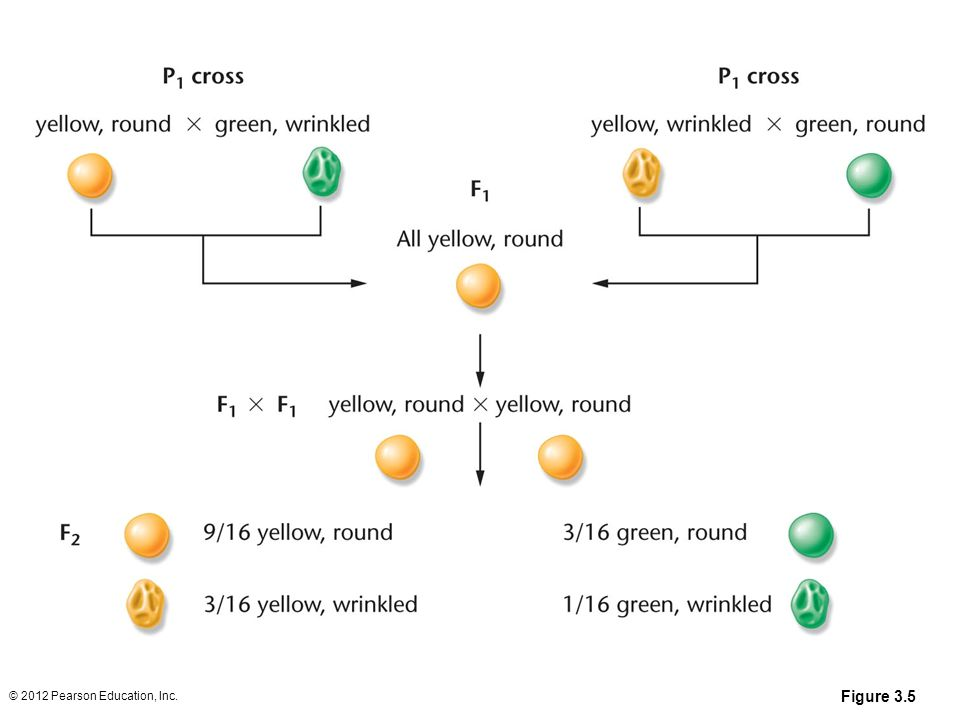 P1 cross
P1 cross
yellow, round × green, wrinkled
yellow, wrinkled × green, round
F1
All yellow, round
F1 × F1 yellow, round × yellow, round
F2 9/16 yellow, round 3/16 green, round
3/16 yellow, wrinkled 1/16 green, wrinkled
© 2012 Pearson Education, Inc.
Figure 3.5